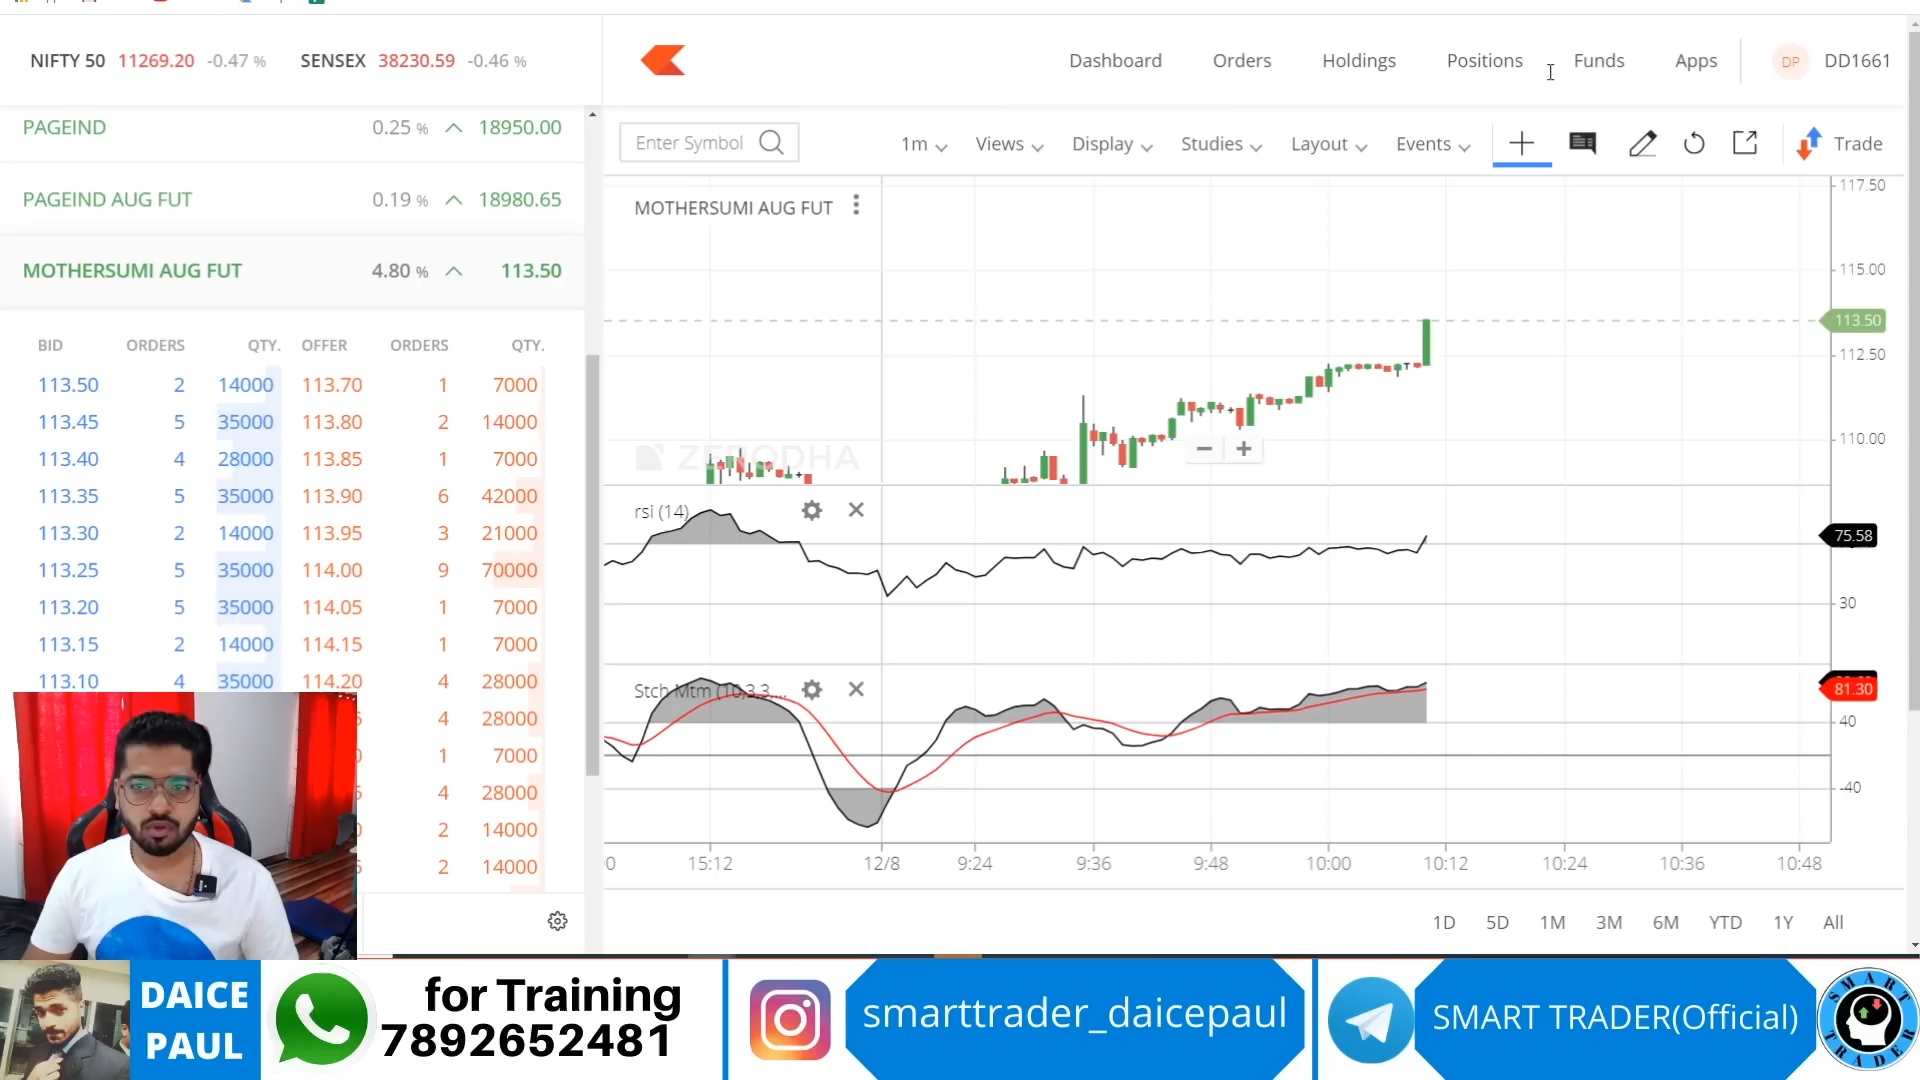 NIFTY 50 11269.20 -0.47 % SENSEX 38230.59 -0.46 %
Dashboard Orders Holdings Positions Funds Apps DP DD1661
PAGEIND 0.25 % 18950.00
PAGEIND AUG FUT 0.19 % 18980.65
MOTHERSUMI AUG FUT 4.80 % 113.50
BID ORDERS QTY. OFFER ORDERS QTY.
113.50 2 14000 113.70 1 7000
113.45 5 35000 113.80 2 14000
113.40 4 28000 113.85 1 7000
113.35 5 35000 113.90 6 42000
113.30 2 14000 113.95 3 21000
113.25 5 35000 114.00 9 70000
113.20 5 35000 114.05 1 7000
113.15 2 14000 114.15 1 7000
113.10 4 35000 114.20 4 28000
4 28000
1 7000
4 28000
2 14000
2 14000
Enter Symbol 1m Views Display Studies Layout Events Trade
MOTHERSUMI AUG FUT
117.50
115.00
113.50
112.50
110.00
ZERODHA
rsi (14)
75.58
30
Stch Mtm (10,3,3,...
81.30
40
-40
15:12 12/8 9:24 9:36 9:48 10:00 10:12 10:24 10:36 10:48
1D 5D 1M 3M 6M YTD 1Y All
DAICE
PAUL
for Training
7892652481
smarttrader_daicepaul
SMART TRADER(Official)
SMART
TRADER